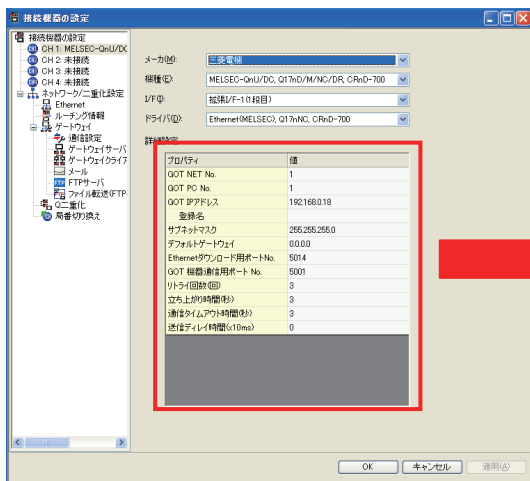 接続機器の設定
接続機器の設定
CH 1: MELSEC-QnU/DC
CH 2: 未接続
CH 3: 未接続
CH 4: 未接続
ネットワーク/二重化設定
Ethernet
ルーチング情報
ゲートウェイ
通信設定
ゲートウェイサーバ
ゲートウェイクライア
メール
FTPサーバ
ファイル転送(FTP
Q二重化
局番切り換え
メーカ(M): 三菱電機
機種(E): MELSEC-QnU/DC, Q17nD/M/NC/DR, CRnD-700
I/F(I): 拡張I/F-1(1段目)
ドライバ(D): Ethernet(MELSEC), Q17nNC, CRnD-700
詳細設定
プロパティ 値
GOT NET No. 1
GOT PC No. 1
GOT IPアドレス 192.168.0.18
登録名
サブネットマスク 255.255.255.0
デフォルトゲートウェイ 0.0.0.0
Ethernetダウンロード用ポートNo. 5014
GOT 機器通信用ポート No. 5001
リトライ回数(回) 3
立ち上がり時間(秒) 3
通信タイムアウト時間(秒) 3
送信ディレイ時間(x10ms) 0
OK キャンセル 適用(A)